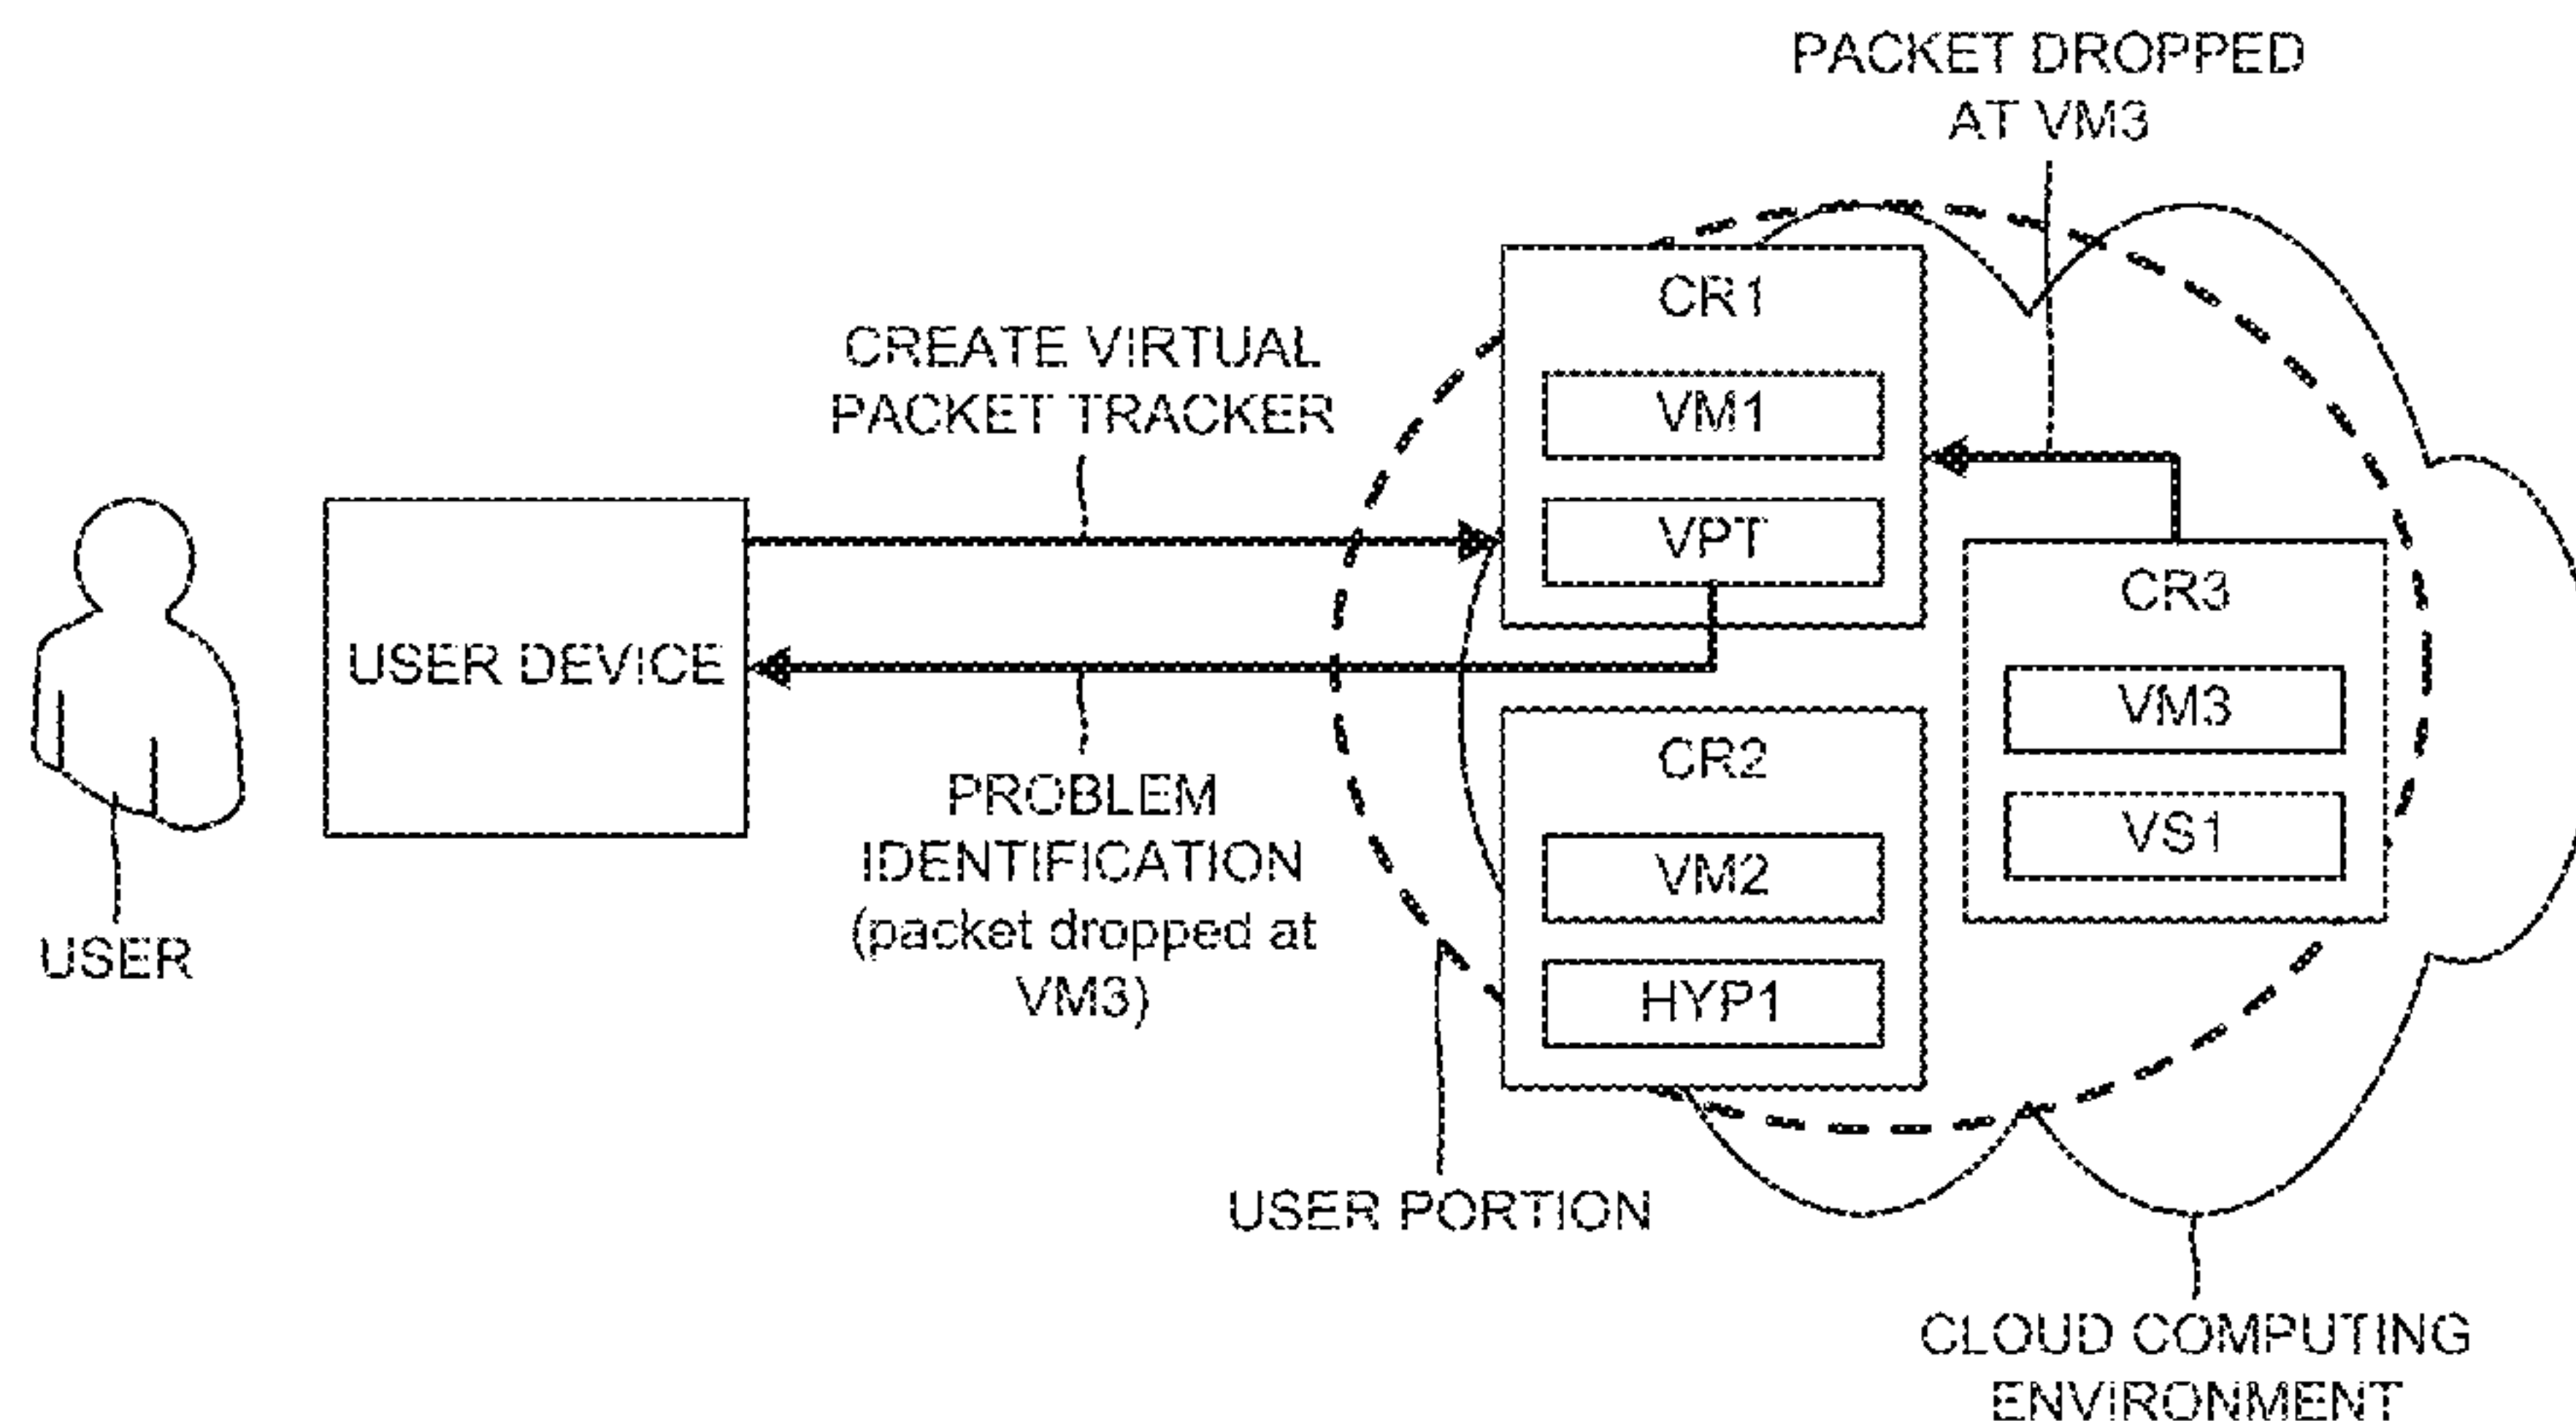 PACKET DROPPED
AT VM3
CREATE VIRTUAL
PACKET TRACKER
CR1
VM1
VPT
USER DEVICE
CR3
VM3
VS1
PROBLEM
IDENTIFICATION
(packet dropped at
VM3)
CR2
VM2
HYP1
USER
USER PORTION
CLOUD COMPUTING
ENVIRONMENT